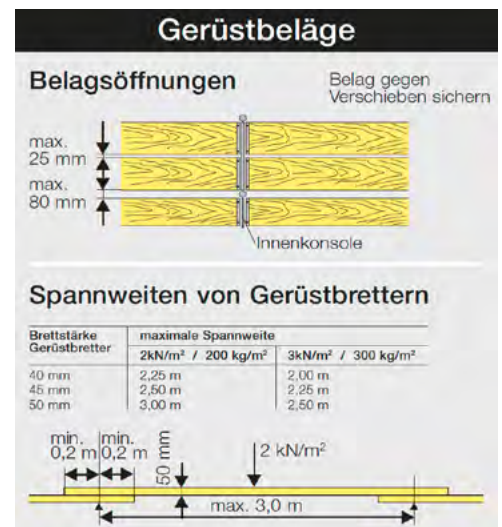 Gerüstbeläge
Belagsöffnungen
Belag gegen
Verschieben sichern
max.
25 mm
max.
80 mm
Innenkonsole
Spannweiten von Gerüstbrettern
Brettstärke
Gerüstbretter
maximale Spannweite
2kN/m² / 200 kg/m²
3kN/m² / 300 kg/m²
40 mm 2,25 m 2,00 m
45 mm 2,50 m 2,25 m
50 mm 3,00 m 2,50 m
min. min.
0,2 m 0,2 m
50 mm
2 kN/m²
max. 3,0 m